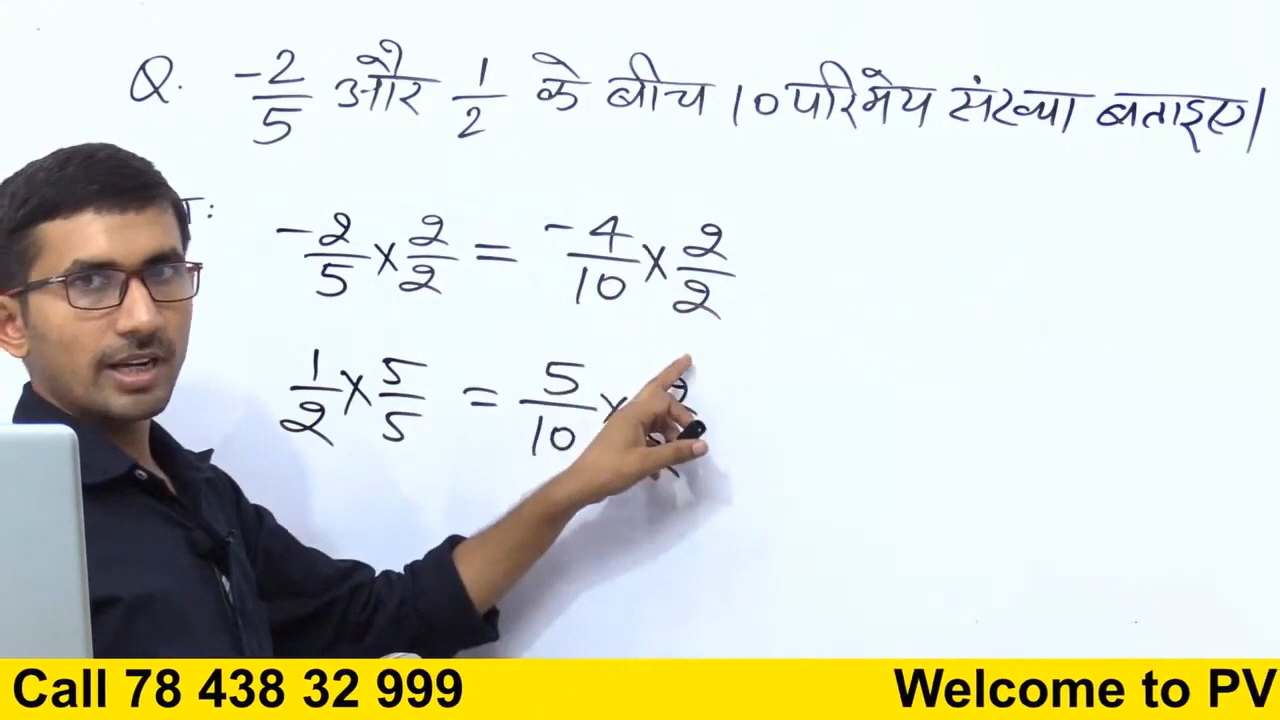 Q. -2/5 और 1/2 के बीच 10 परिमेय संख्या बताइए।
-2/5 × 2/2 = -4/10 × 2/2
1/2 × 5/5 = 5/10 ×
Call 78 438 32 999
Welcome to PV